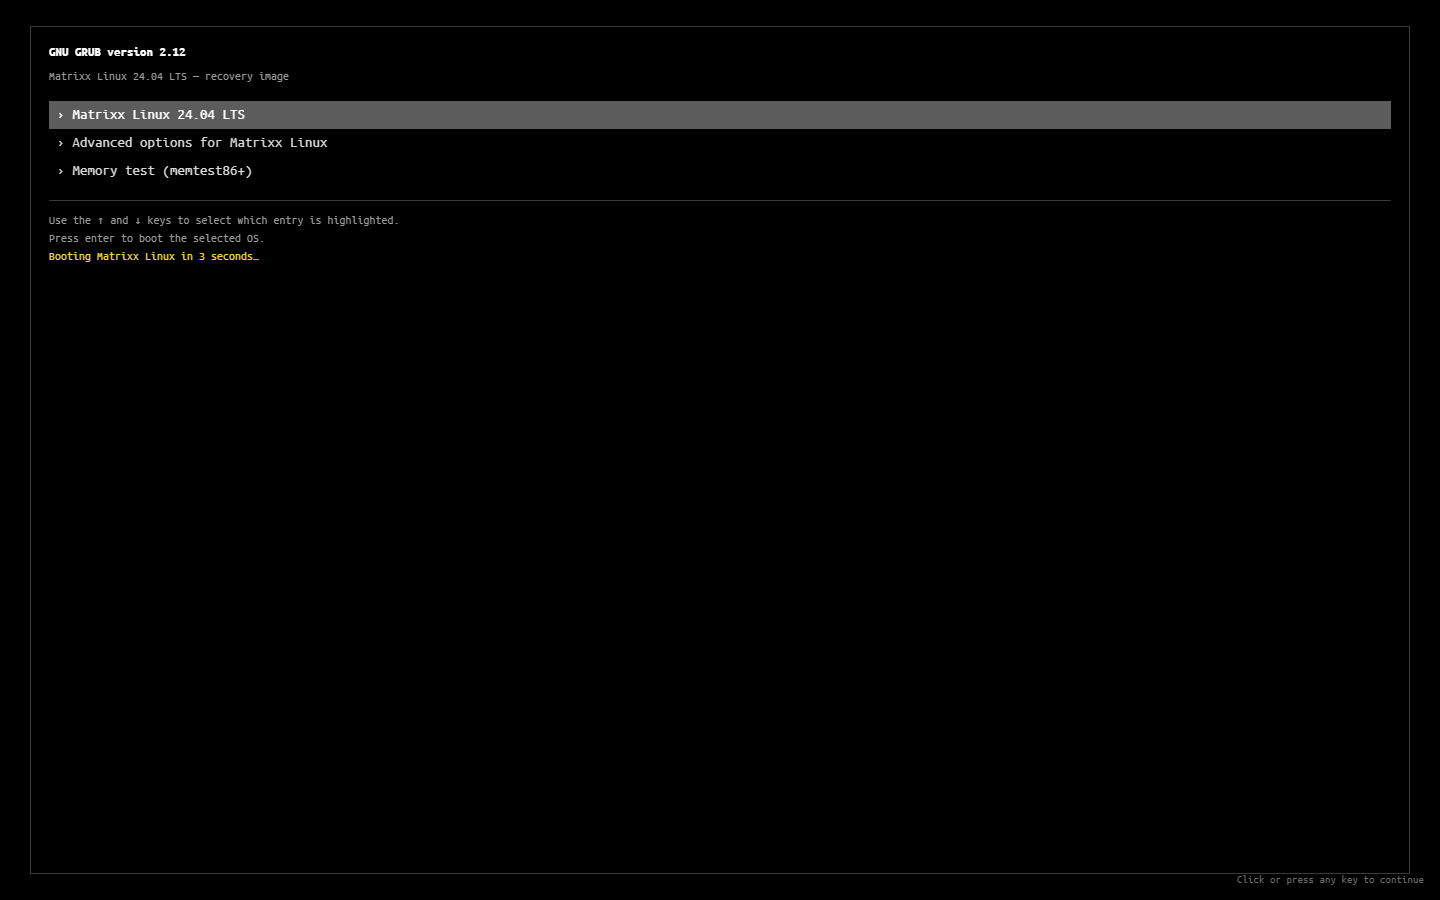 GNU GRUB version 2.12
Matrixx Linux 24.04 LTS — recovery image
› Matrixx Linux 24.04 LTS
› Advanced options for Matrixx Linux
› Memory test (memtest86+)
Use the ↑ and ↓ keys to select which entry is highlighted.
Press enter to boot the selected OS.
Booting Matrixx Linux in 3 seconds…
Click or press any key to continue